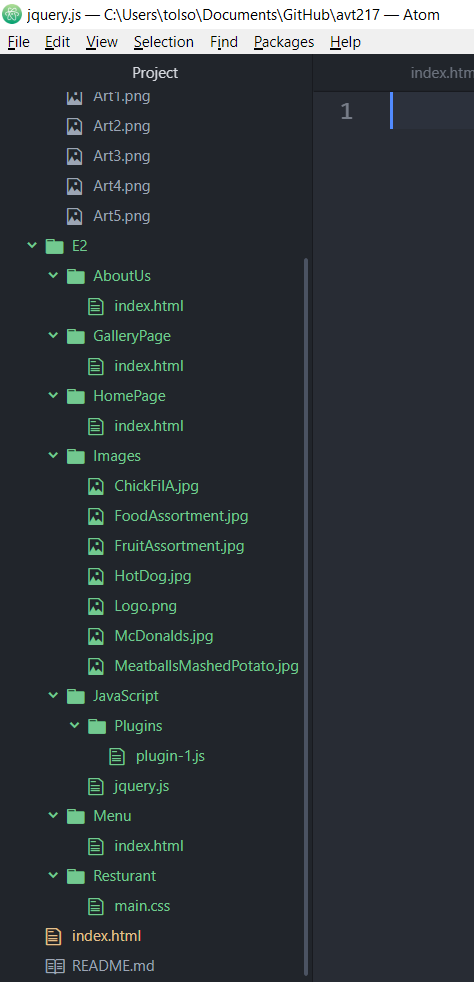 jquery.js — C:\Users\tolso\Documents\GitHub\avt217 — Atom
File Edit View Selection Find Packages Help
Project
index.htm
1
Art1.png
Art2.png
Art3.png
Art4.png
Art5.png
E2
AboutUs
index.html
GalleryPage
index.html
HomePage
index.html
Images
ChickFilA.jpg
FoodAssortment.jpg
FruitAssortment.jpg
HotDog.jpg
Logo.png
McDonalds.jpg
MeatballsMashedPotato.jpg
JavaScript
Plugins
plugin-1.js
jquery.js
Menu
index.html
Resturant
main.css
index.html
README.md